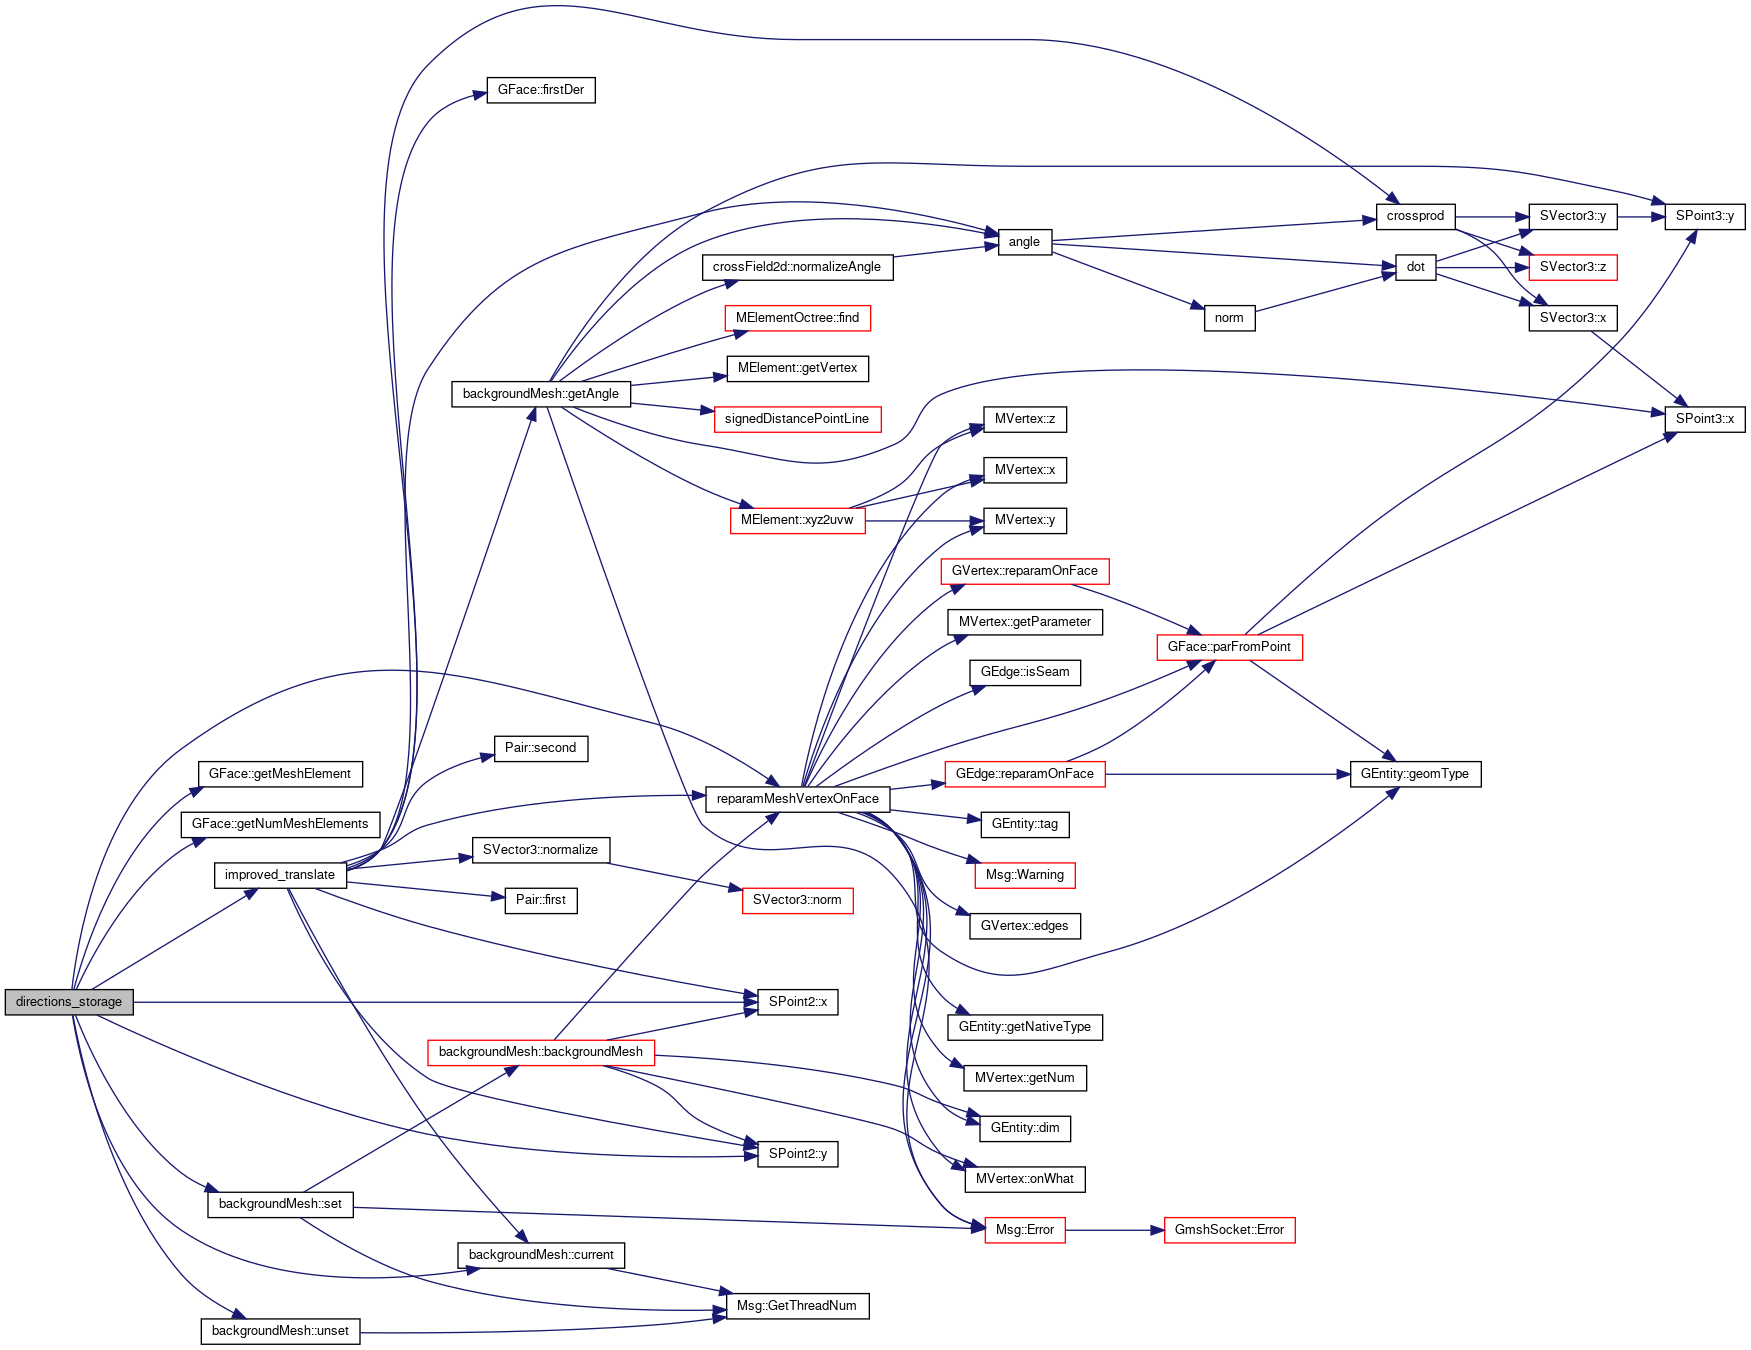 GFace::firstDer
crossprod
SVector3::y
SPoint3::y
angle
crossField2d::normalizeAngle
dot
SVector3::z
MElementOctree::find
norm
SVector3::x
MElement::getVertex
backgroundMesh::getAngle
signedDistancePointLine
MVertex::z
SPoint3::x
MVertex::x
MElement::xyz2uvw
MVertex::y
GVertex::reparamOnFace
MVertex::getParameter
GFace::parFromPoint
GEdge::isSeam
Pair::second
GFace::getMeshElement
GEdge::reparamOnFace
GEntity::geomType
reparamMeshVertexOnFace
GFace::getNumMeshElements
GEntity::tag
SVector3::normalize
improved_translate
Msg::Warning
Pair::first
SVector3::norm
GVertex::edges
directions_storage
SPoint2::x
GEntity::getNativeType
backgroundMesh::backgroundMesh
MVertex::getNum
GEntity::dim
SPoint2::y
MVertex::onWhat
backgroundMesh::set
Msg::Error
GmshSocket::Error
backgroundMesh::current
Msg::GetThreadNum
backgroundMesh::unset